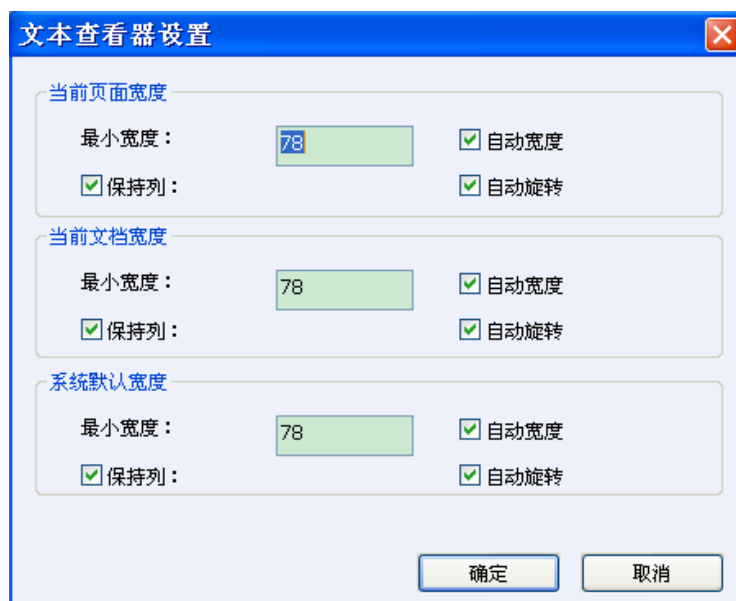 文本查看器设置
当前页面宽度
最小宽度： 78 自动宽度
保持列： 自动旋转
当前文档宽度
最小宽度： 78 自动宽度
保持列： 自动旋转
系统默认宽度
最小宽度： 78 自动宽度
保持列： 自动旋转
确定 取消